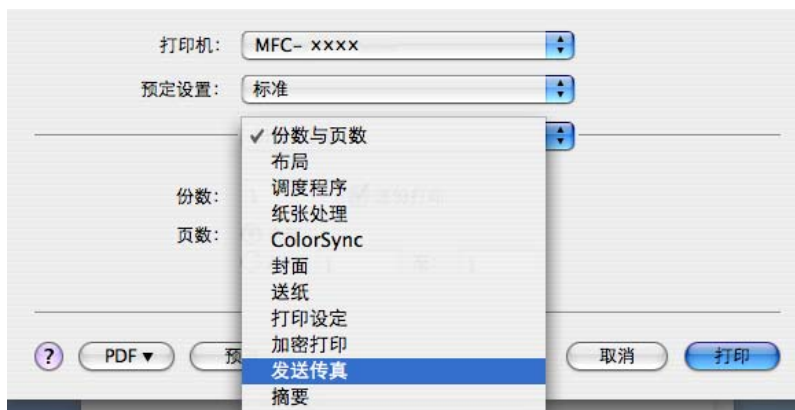 打印机: MFC- xxxx
预定设置: 标准
✓ 份数与页数
布局
调度程序
份数:
纸张处理
页数:
ColorSync
封面
送纸
打印设定
加密打印
? PDF▼ 预 取消 打印
发送传真
摘要